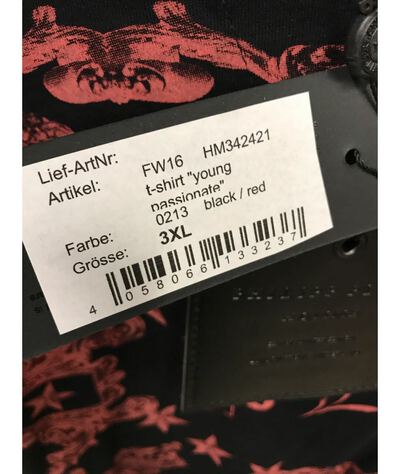 Lief-ArtNr: FW16 HM342421
Artikel: t-shirt "young
passionate"
0213 black / red
Farbe:
Grösse: 3XL
4 058066 133237